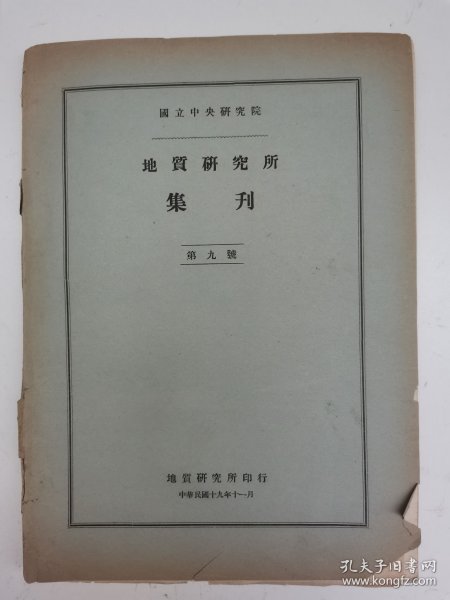 國立中央研究院
地質研究所
集刊
第九號
地質研究所印行
中華民國十九年十一月
孔夫子旧书网
www.kongfz.com